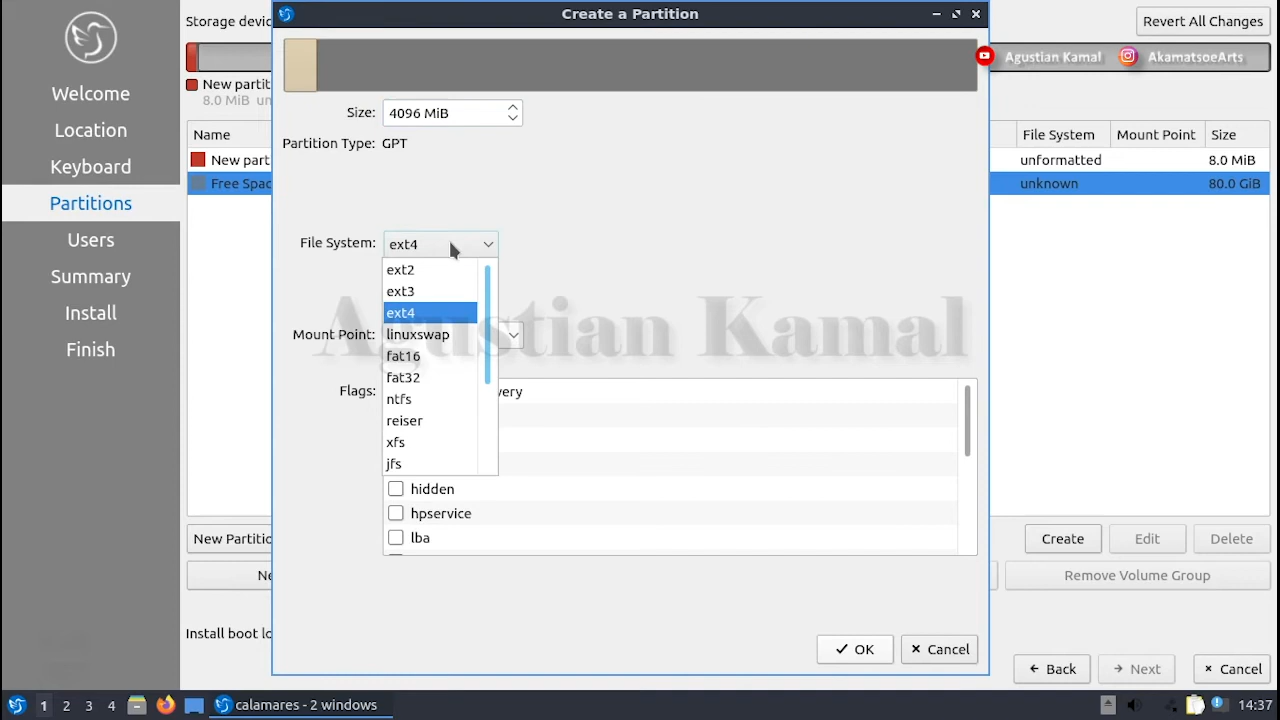 Create a Partition
Storage devic
Revert All Changes
Agustian Kamal
AkamatsoeArts
Welcome
Location
Keyboard
Partitions
Users
Summary
Install
Finish
New partit
8.0 MiB un
Name
File System
Mount Point
Size
New part
unformatted
8.0 MiB
Free Spac
unknown
80.0 GiB
Size:
4096 MiB
Partition Type:
GPT
File System:
ext4
ext2
ext3
ext4
linuxswap
fat16
fat32
ntfs
reiser
xfs
jfs
Mount Point:
Agustian Kamal
Flags:
very
hidden
hpservice
lba
New Partitio
Create
Edit
Delete
Ne
Remove Volume Group
Install boot lo
OK
Cancel
Back
Next
Cancel
1
2
3
4
calamares - 2 windows
14:37